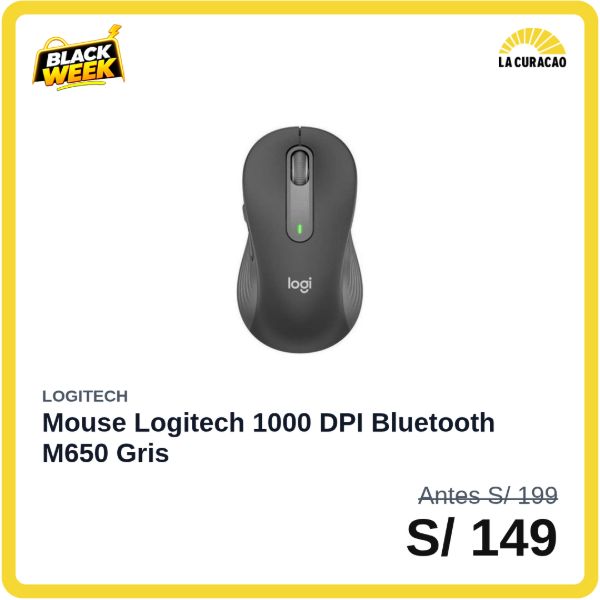 BLACK
WEEK
LA CURACAO
logi
LOGITECH
Mouse Logitech 1000 DPI Bluetooth
M650 Gris
Antes S/ 199
S/ 149